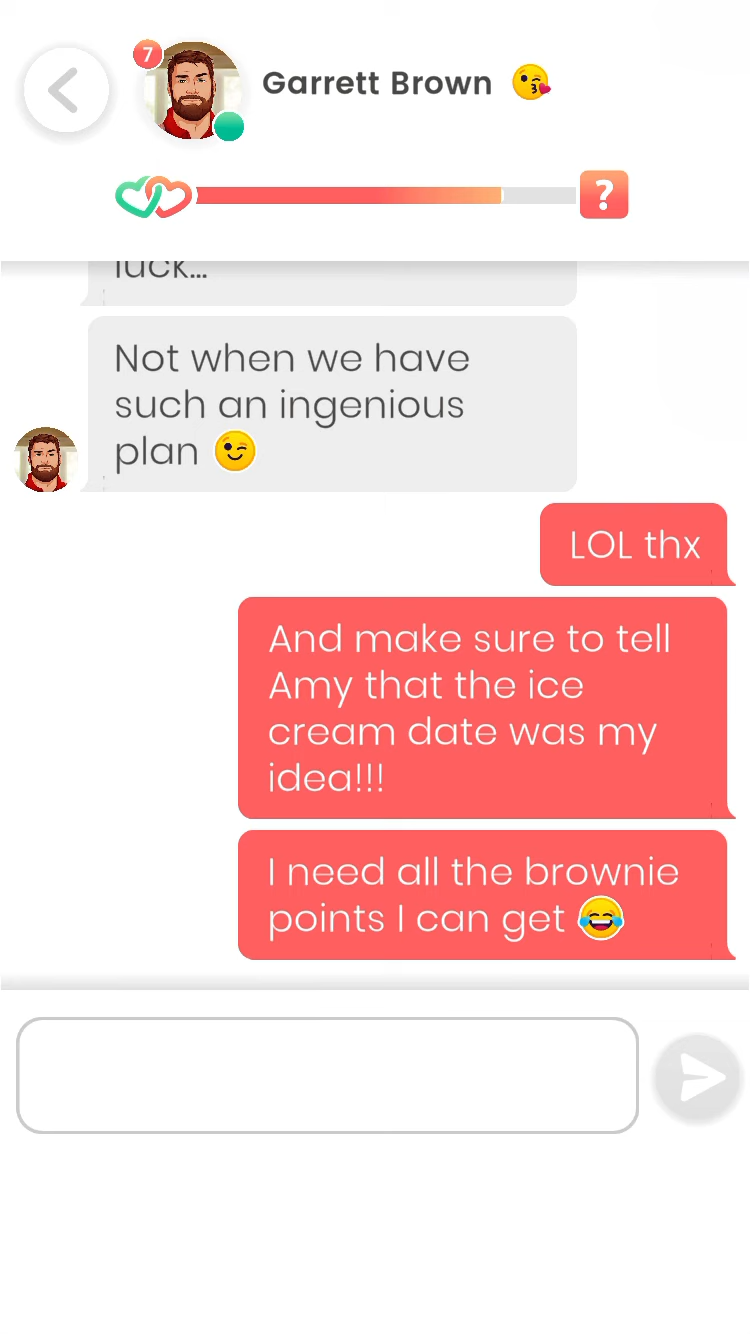 7
Garrett Brown 😘
?
luck...
Not when we have
such an ingenious
plan 😉
LOL thx
And make sure to tell
Amy that the ice
cream date was my
idea!!!
I need all the brownie
points I can get 😂